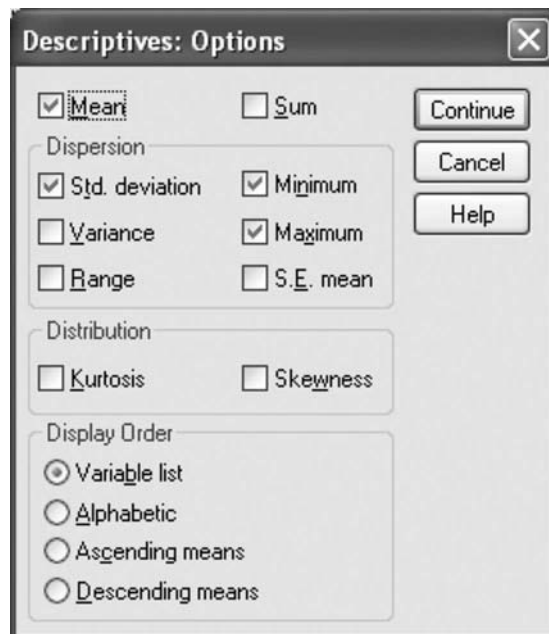 Descriptives: Options
Mean Sum Continue
Dispersion Cancel
Std. deviation Minimum
Variance Maximum Help
Range S.E. mean
Distribution
Kurtosis Skewness
Display Order
Variable list
Alphabetic
Ascending means
Descending means